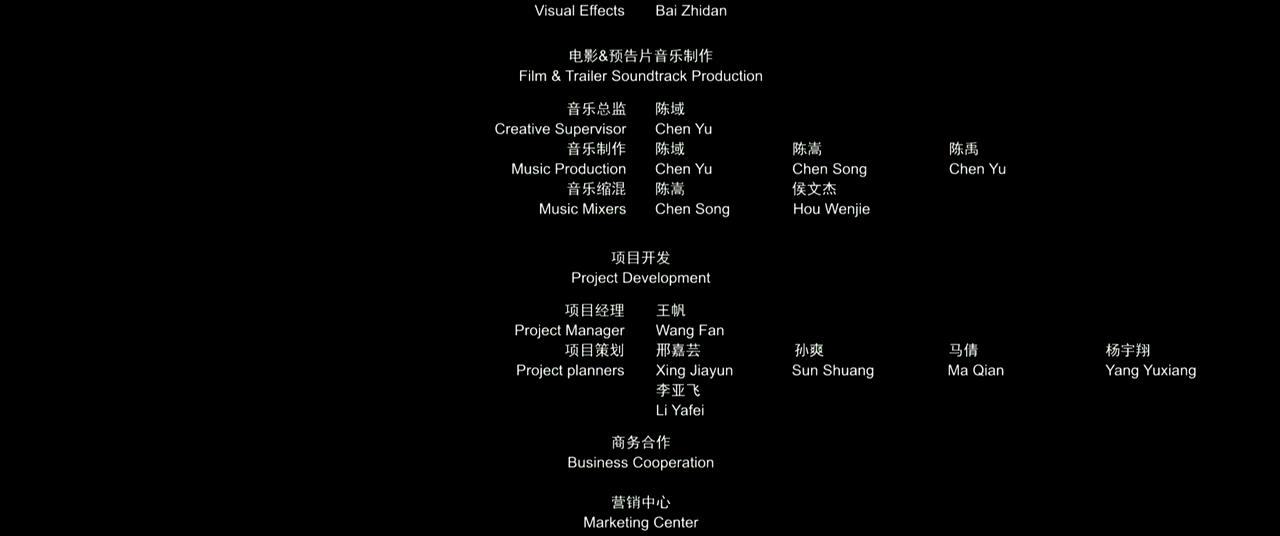 Visual Effects Bai Zhidan
电影&预告片音乐制作
Film & Trailer Soundtrack Production
音乐总监 陈域
Creative Supervisor Chen Yu
音乐制作 陈域 陈嵩 陈禹
Music Production Chen Yu Chen Song Chen Yu
音乐缩混 陈嵩 侯文杰
Music Mixers Chen Song Hou Wenjie
项目开发
Project Development
项目经理 王帆
Project Manager Wang Fan
项目策划 邢嘉芸 孙爽 马倩 杨宇翔
Project planners Xing Jiayun Sun Shuang Ma Qian Yang Yuxiang
李亚飞
Li Yafei
商务合作
Business Cooperation
营销中心
Marketing Center